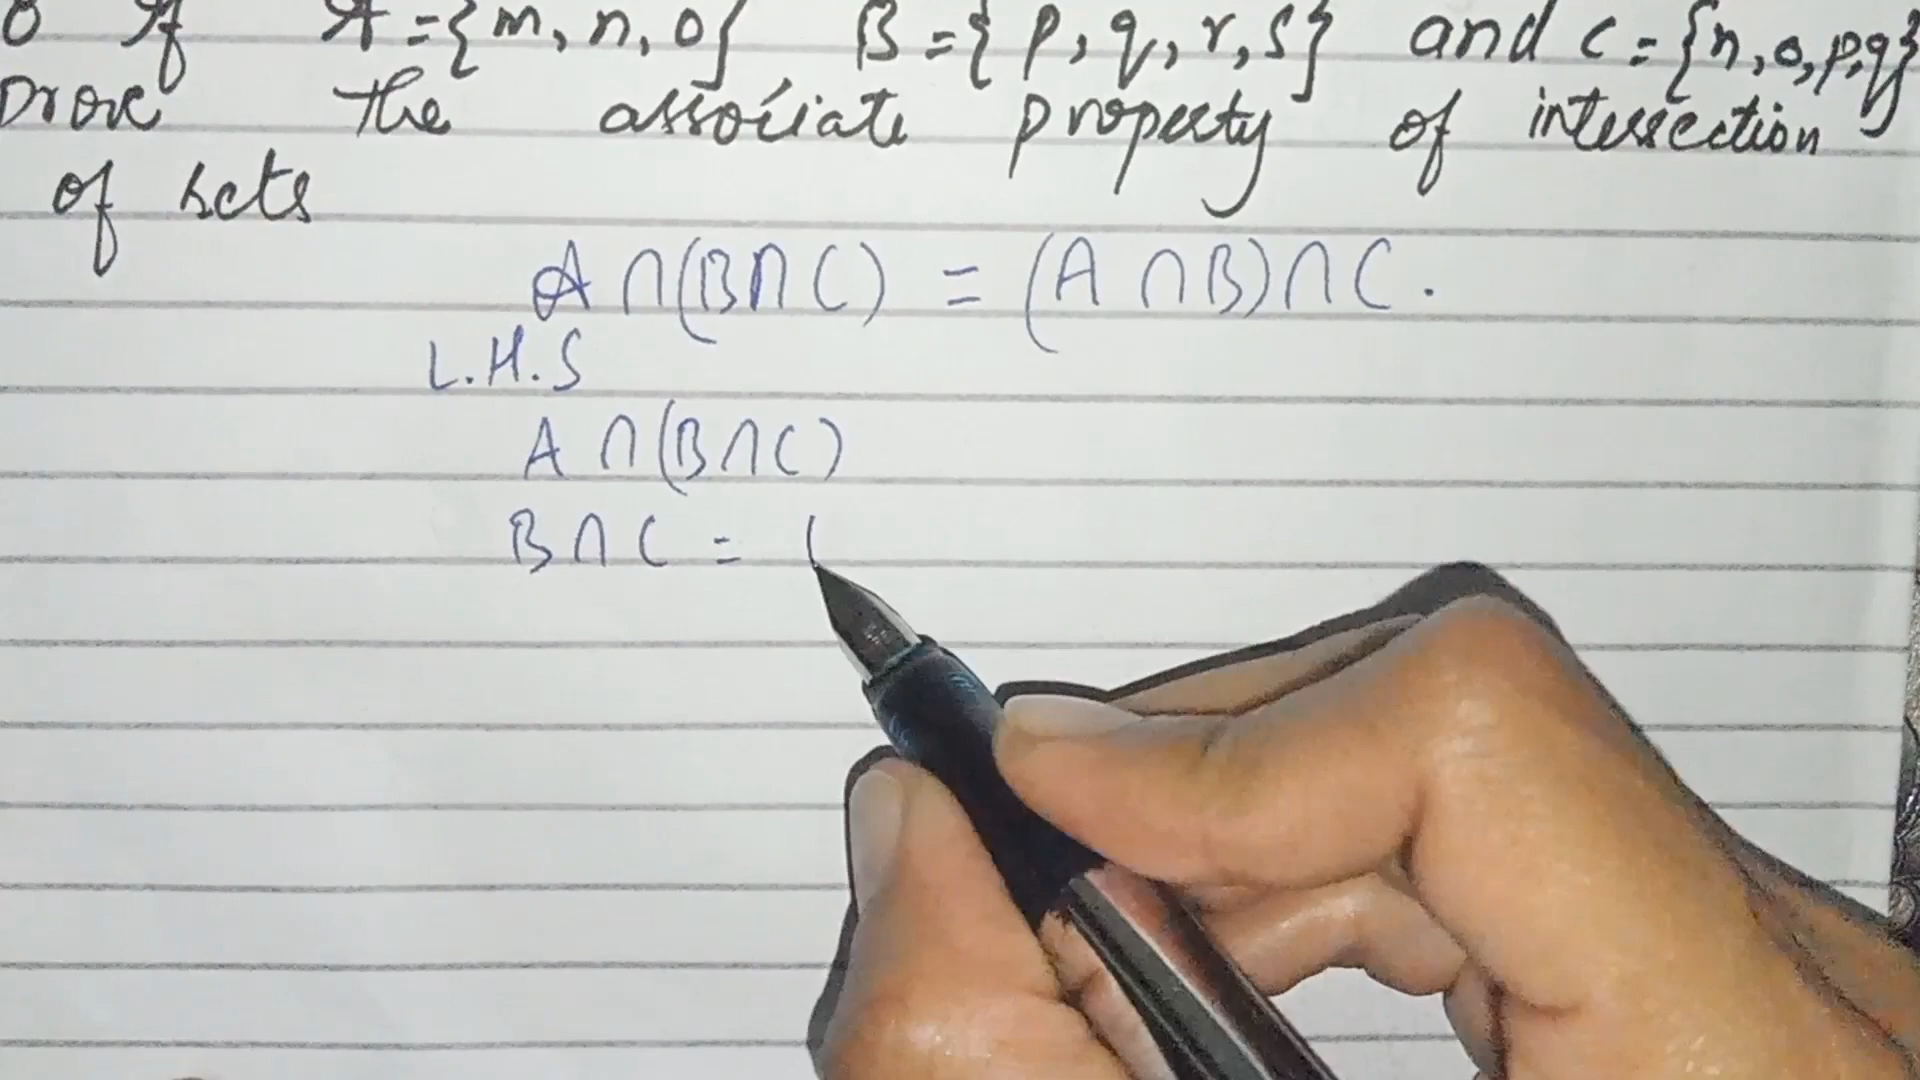 If A = {m, n, o} B = {p, q, r, s} and C = {n, o, p, q}
Prove the associate property of intersection
of sets
A ∩ (B ∩ C) = (A ∩ B) ∩ C.
L.H.S
A ∩ (B ∩ C)
B ∩ C =